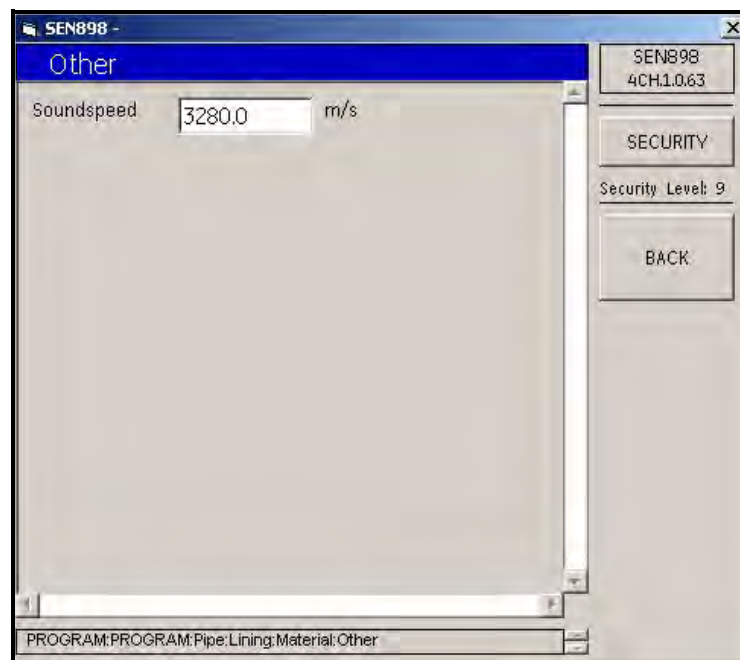 SEN898 -
Other
Soundspeed 3280.0 m/s
SEN898
4CH.1.0.63
SECURITY
Security Level: 9
BACK
PROGRAM:PROGRAM:Pipe:Lining:Material:Other